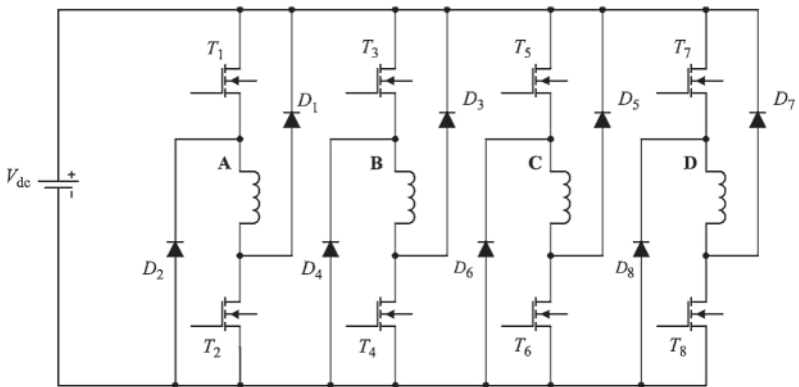 T1 T3 T5 T7
D1 D3 D5 D7
A B C D
Vdc + -
D2 D4 D6 D8
T2 T4 T6 T8